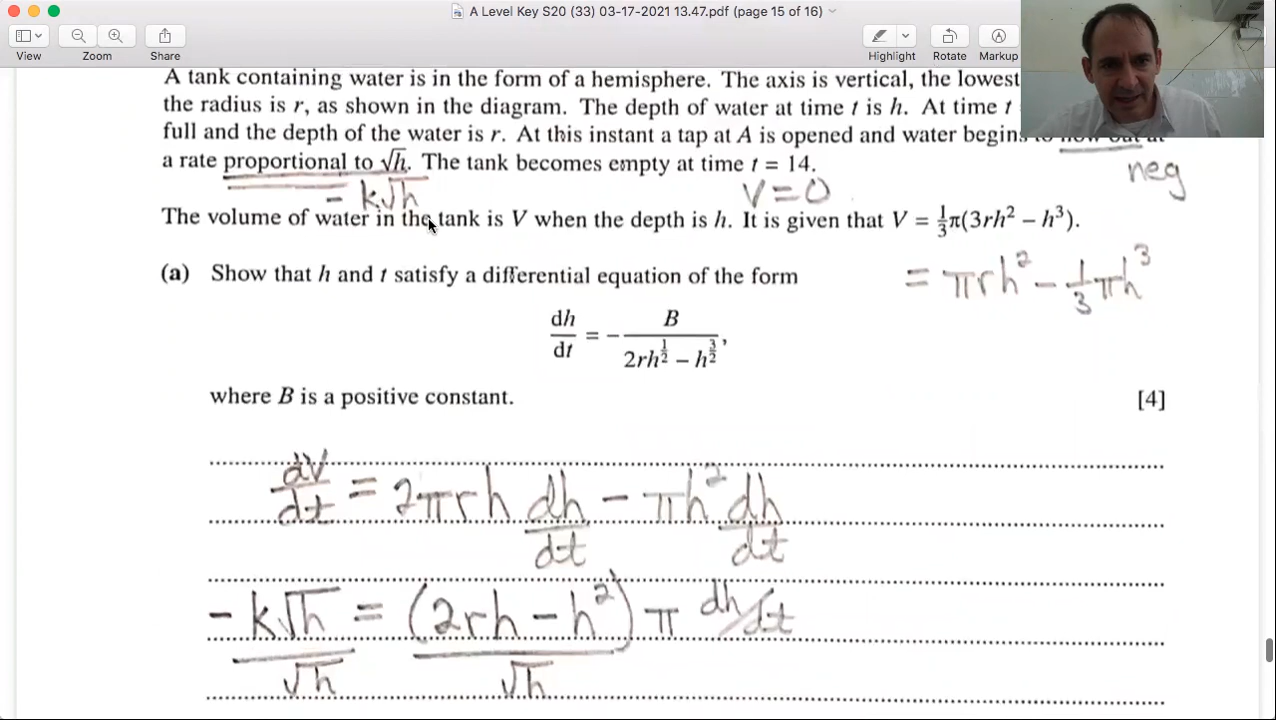 A Level Key S20 (33) 03-17-2021 13.47.pdf (page 15 of 16)
View Zoom Share Highlight Rotate Markup
A tank containing water is in the form of a hemisphere. The axis is vertical, the lowest
the radius is r, as shown in the diagram. The depth of water at time t is h. At time t
full and the depth of the water is r. At this instant a tap at A is opened and water begins
a rate proportional to √h. The tank becomes empty at time t = 14.
neg
- k√h V=0
The volume of water in the tank is V when the depth is h. It is given that V = ⅓π(3rh² − h³).
= πrh² - 1/3 πh³
(a) Show that h and t satisfy a differential equation of the form
dh/dt = − B/(2rh^(1/2) − h^(3/2)),
where B is a positive constant. [4]
dV/dt = 2πrh dh/dt - πh² dh/dt
-k√h/√h = (2rh - h²)/√h π dh/dt